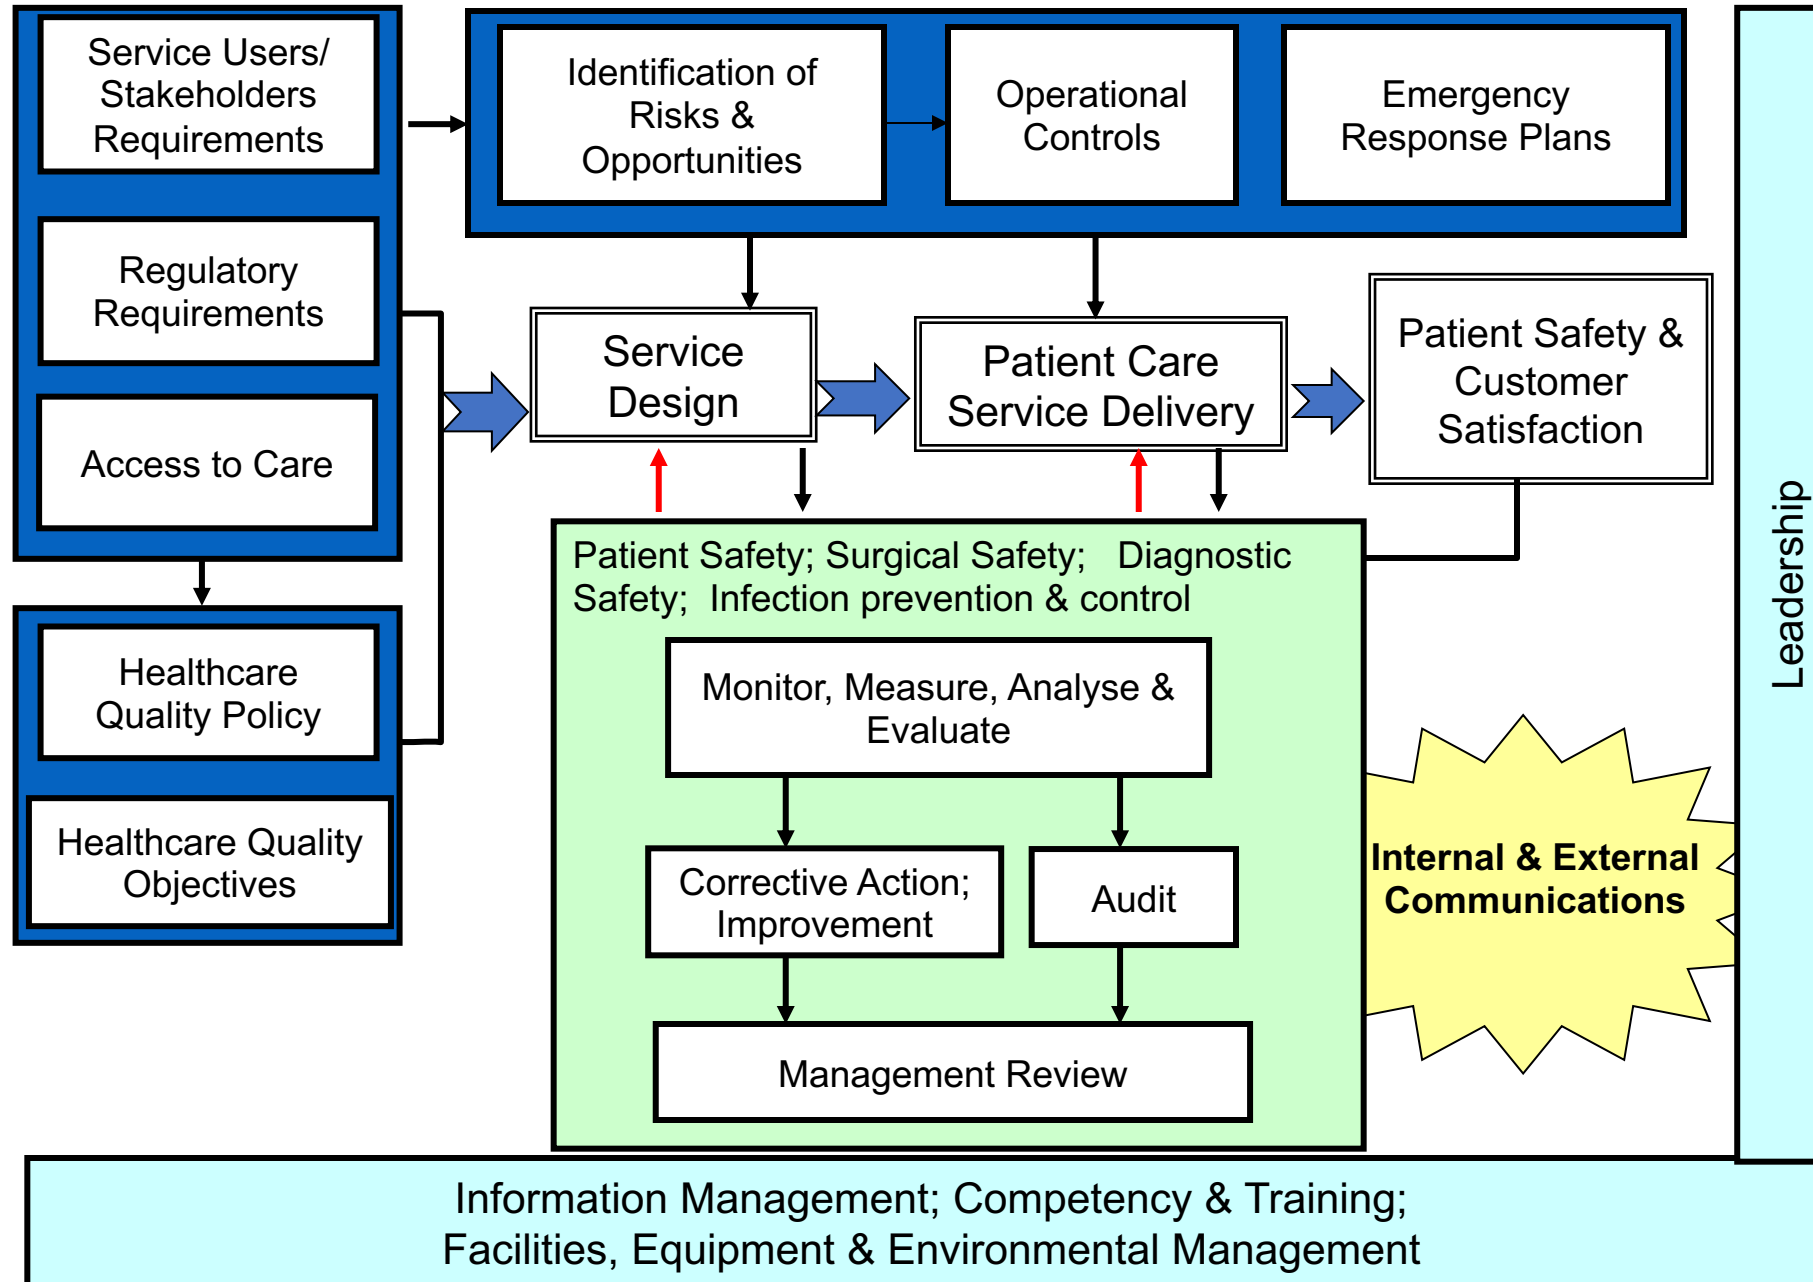 Service Users/
Stakeholders
Requirements
Identification of
Risks &
Opportunities
Operational
Controls
Emergency
Response Plans
Regulatory
Requirements
Access to Care
Service
Design
Patient Care
Service Delivery
Patient Safety &
Customer
Satisfaction
Leadership
Healthcare
Quality Policy
Healthcare Quality
Objectives
Patient Safety; Surgical Safety; Diagnostic
Safety; Infection prevention & control
Monitor, Measure, Analyse &
Evaluate
Corrective Action;
Improvement
Audit
Management Review
Internal & External
Communications
Information Management; Competency & Training;
Facilities, Equipment & Environmental Management